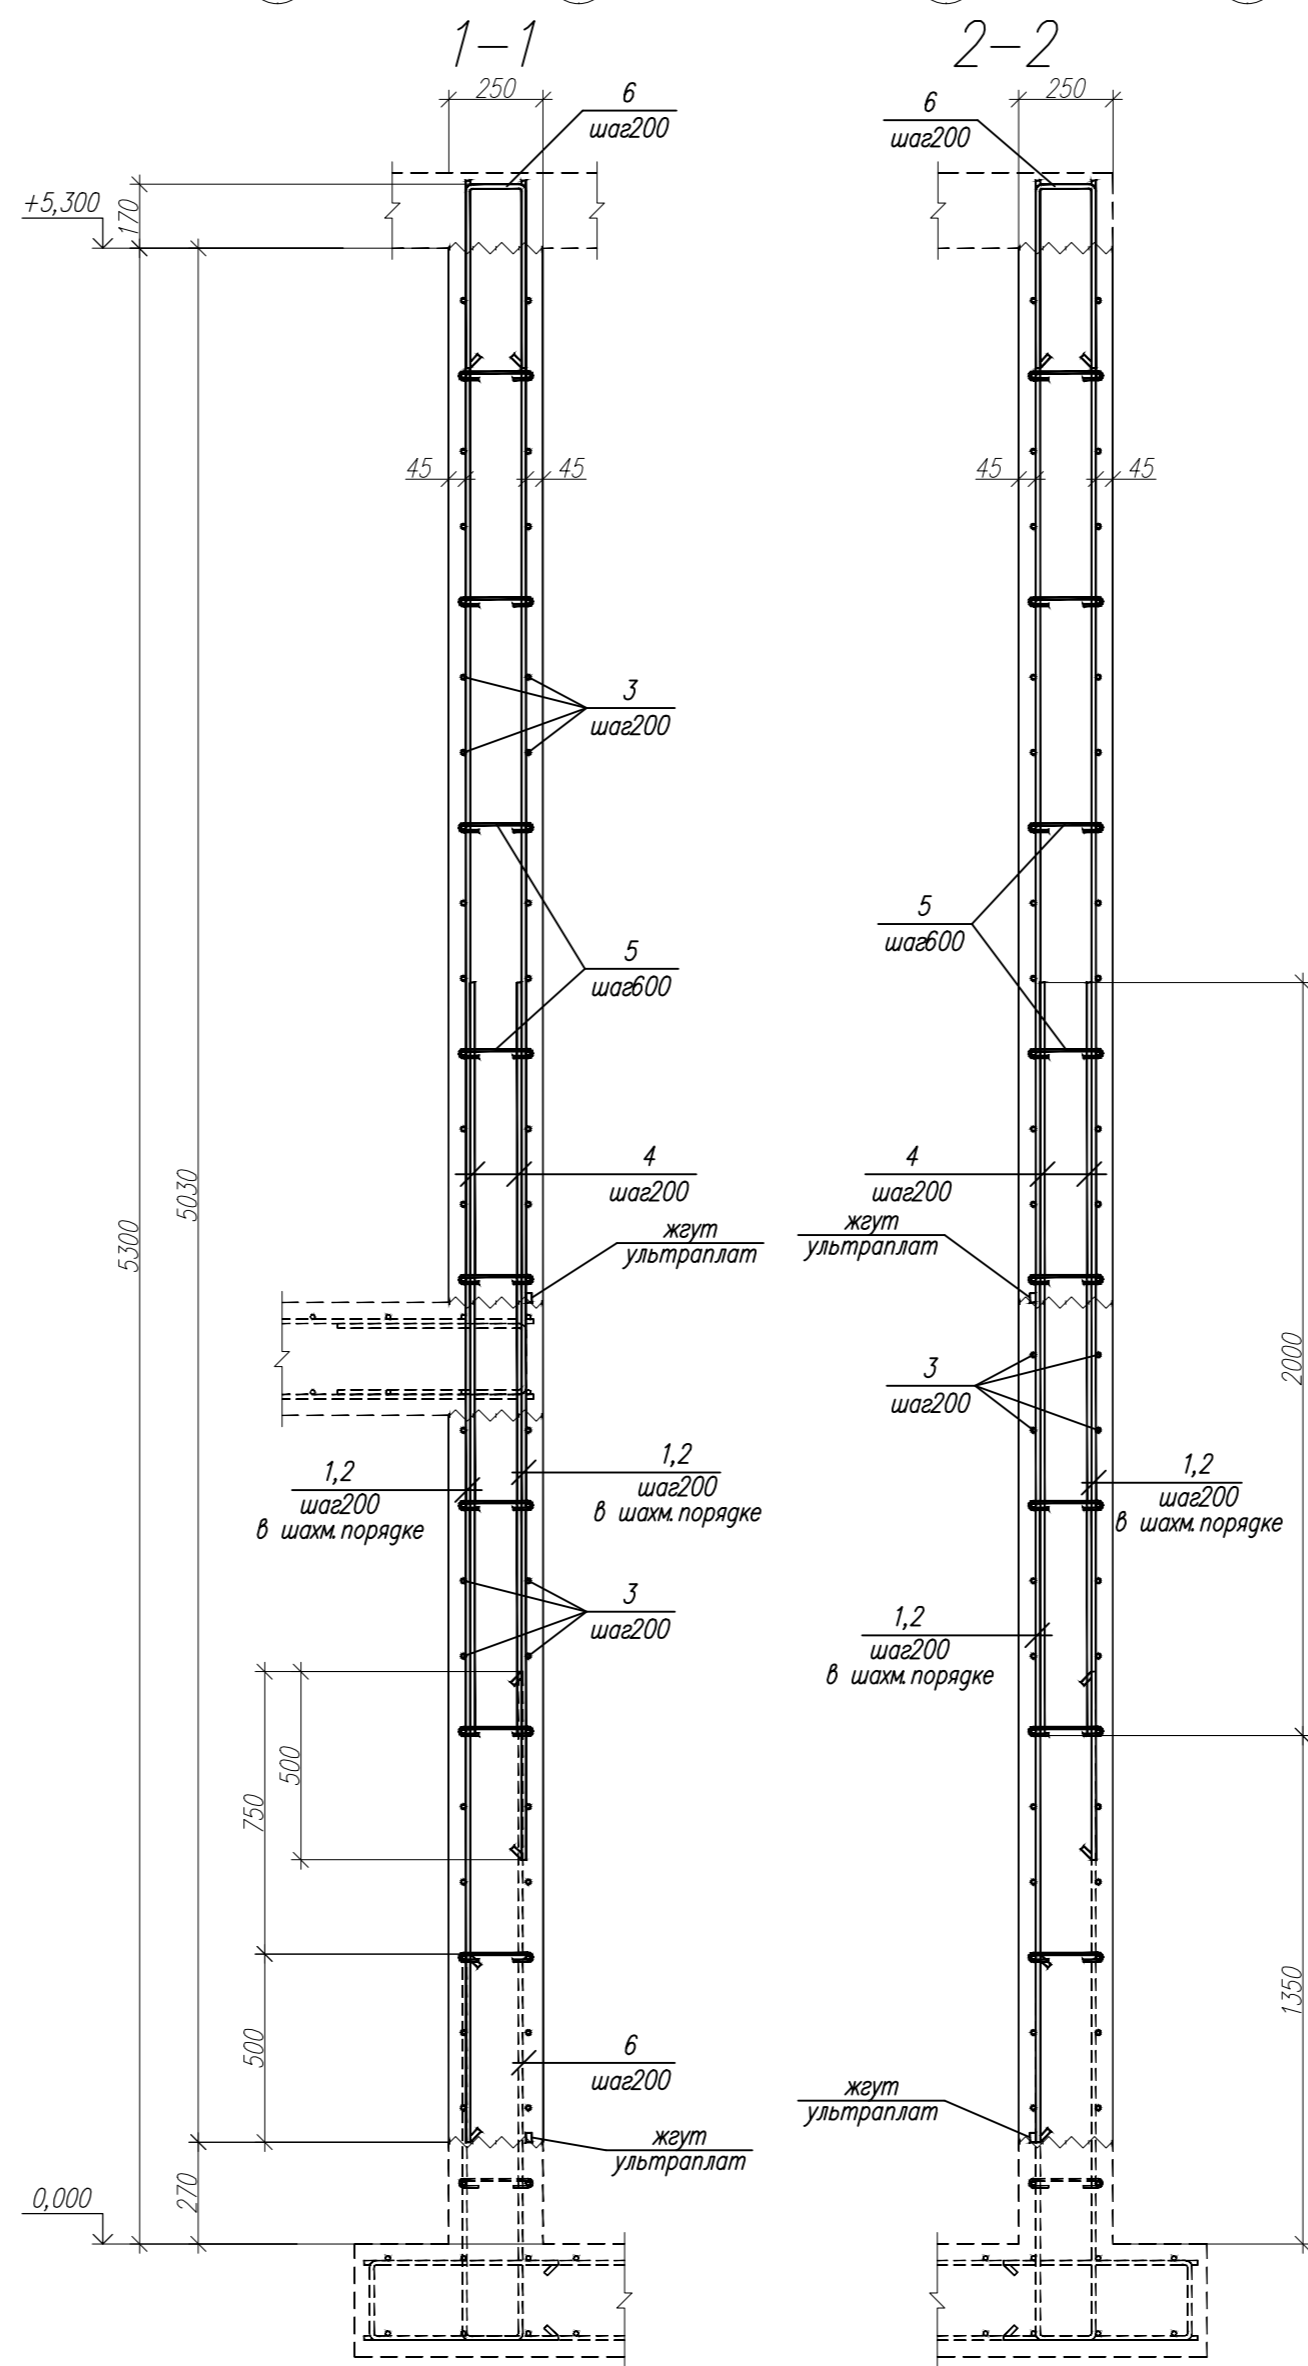 1-1
2-2
250
250
6
шаг200
6
шаг200
+5,300
170
45
45
45
45
3
шаг200
5
шаг600
5
шаг600
4
шаг200
4
шаг200
жгут
ультраплат
жгут
ультраплат
5300
5030
2000
3
шаг200
1,2
шаг200
в шахм.порядке
1,2
шаг200
в шахм.порядке
1,2
шаг200
в шахм.порядке
3
шаг200
1,2
шаг200
в шахм.порядке
500
750
1350
500
6
шаг200
жгут
ультраплат
жгут
ультраплат
270
0,000